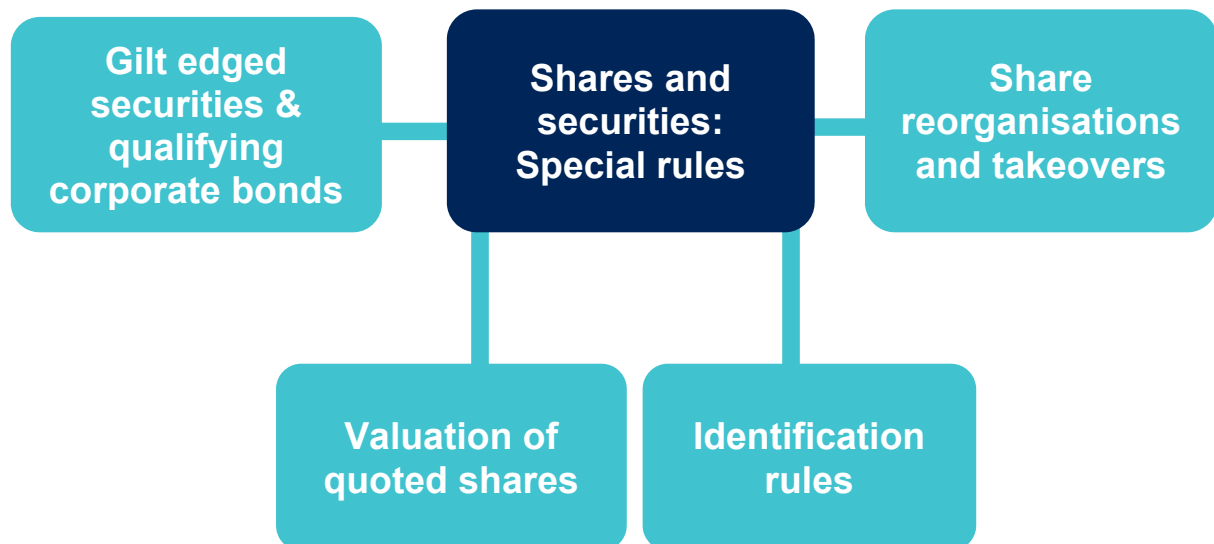 Gilt edged
securities &
qualifying
corporate bonds
Shares and
securities:
Special rules
Share
reorganisations
and takeovers
Valuation of
quoted shares
Identification
rules